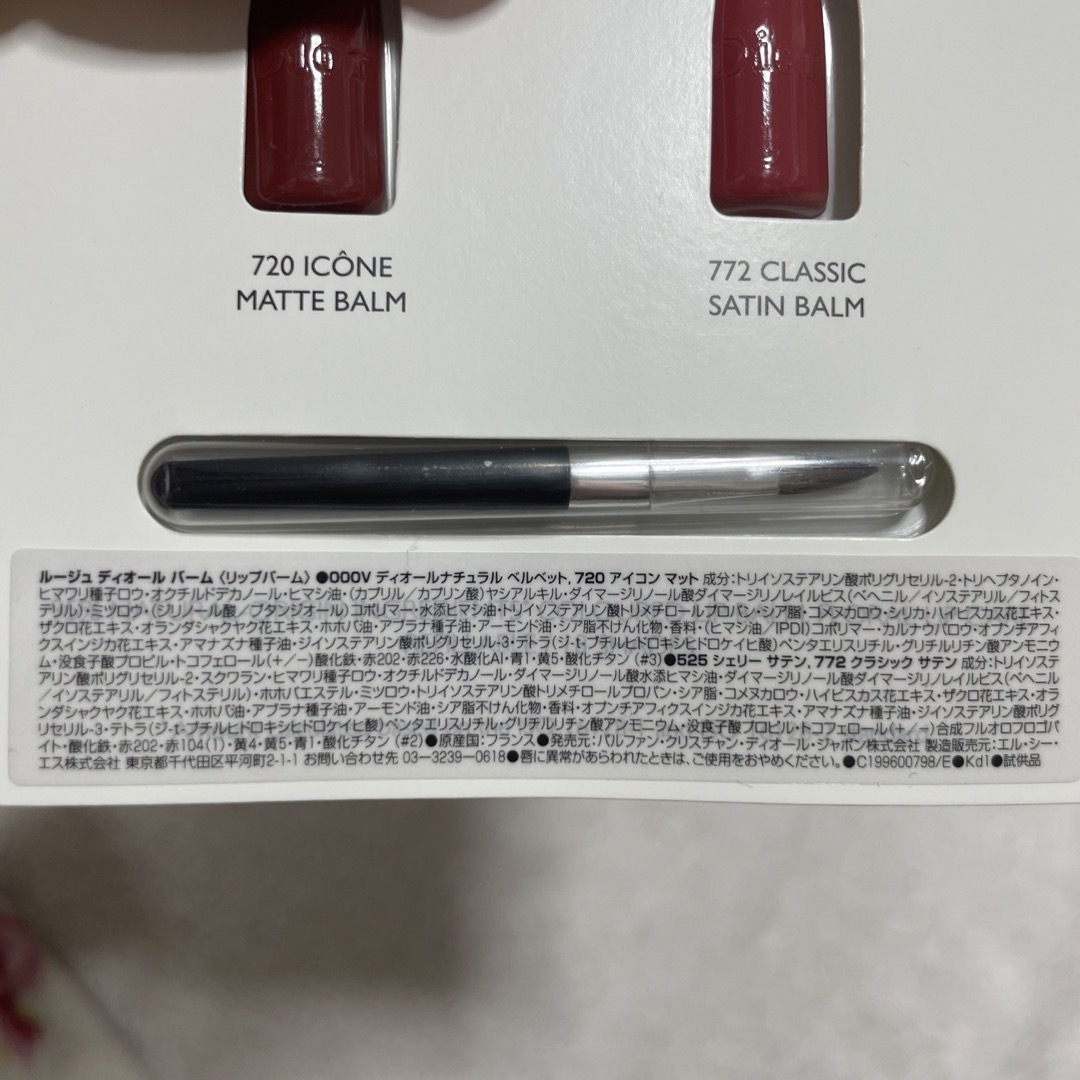 Dior
Dior
720 ICÔNE
MATTE BALM
772 CLASSIC
SATIN BALM
ルージュ ディオール バーム 〈リップバーム〉 ●000V ディオールナチュラル ベルベット, 720 アイコン マット 成分:トリイソステアリン酸ポリグリセリル-2・トリヘプタノイン・
ヒマワリ種子ロウ・オクチルドデカノール・ヒマシ油・(カプリル/カプリン酸)ヤシアルキル・ダイマージリノール酸ダイマージリノレイルビス(ベヘニル/イソステアリル/フィトス
テリル)・ミツロウ・(ジリノール酸/ブタンジオール)コポリマー・水添ヒマシ油・トリイソステアリン酸トリメチロールプロパン・シア脂・コメヌカロウ・シリカ・ハイビスカス花エキス・
ザクロ花エキス・オランダシャクヤク花エキス・ホホバ油・アブラナ種子油・アーモンド油・シア脂不けん化物・香料・(ヒマシ油/IPDI)コポリマー・カルナウバロウ・オプンチアフィ
クスインジカ花エキス・アマナズナ種子油・ジイソステアリン酸ポリグリセリル-3・テトラ(ジ-t-ブチルヒドロキシヒドロケイヒ酸)ペンタエリスリチル・グリチルリチン酸アンモニウ
ム・没食子酸プロピル・トコフェロール(+/-)酸化鉄・赤202・赤226・水酸化Al・青1・黄5・酸化チタン (#3)●525 シェリー サテン, 772 クラシック サテン 成分:トリイソステ
アリン酸ポリグリセリル-2・スクワラン・ヒマワリ種子ロウ・オクチルドデカノール・ダイマージリノール酸水添ヒマシ油・ダイマージリノール酸ダイマージリノレイルビス(ベヘニル
/イソステアリル/フィトステリル)・ホホバエステル・ミツロウ・トリイソステアリン酸トリメチロールプロパン・シア脂・コメヌカロウ・ハイビスカス花エキス・ザクロ花エキス・オラ
ンダシャクヤク花エキス・ホホバ油・アブラナ種子油・アーモンド油・シア脂不けん化物・香料・オプンチアフィクスインジカ花エキス・アマナズナ種子油・ジイソステアリン酸ポリグ
リセリル-3・テトラ(ジ-t-ブチルヒドロキシヒドロケイヒ酸)ペンタエリスリチル・グリチルリチン酸アンモニウム・没食子酸プロピル・トコフェロール(+/-)合成フルオロフロゴパ
イト・酸化鉄・赤202・赤104(1)・黄4・黄5・青1・酸化チタン (#2)●原産国:フランス●発売元:パルファン・クリスチャン・ディオール・ジャポン株式会社 製造販売元:エル・シー・
エス株式会社 東京都千代田区平河町2-1-1 お問い合わせ先 03-3239-0618●唇に異常があらわれたときは、ご使用をおやめください。●C199600798/E●Kd1●試供品